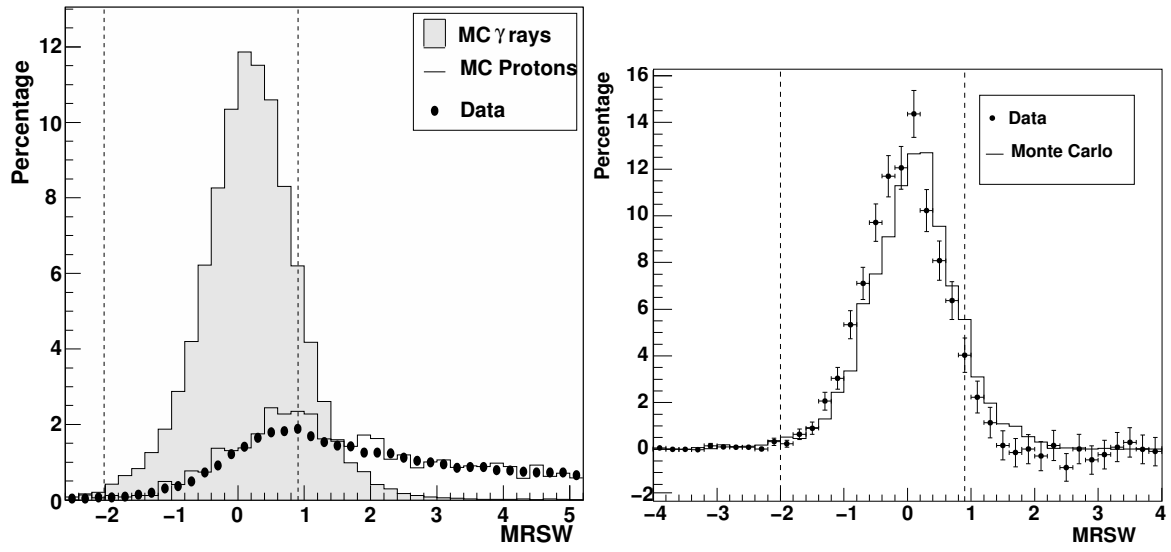 Percentage
12
10
8
6
4
2
0
−2 −1 0 1 2 3 4 5
MRSW
MC γ rays
MC Protons
Data
Percentage
16
14
12
10
8
6
4
2
0
−2
−4 −3 −2 −1 0 1 2 3 4
MRSW
Data
Monte Carlo